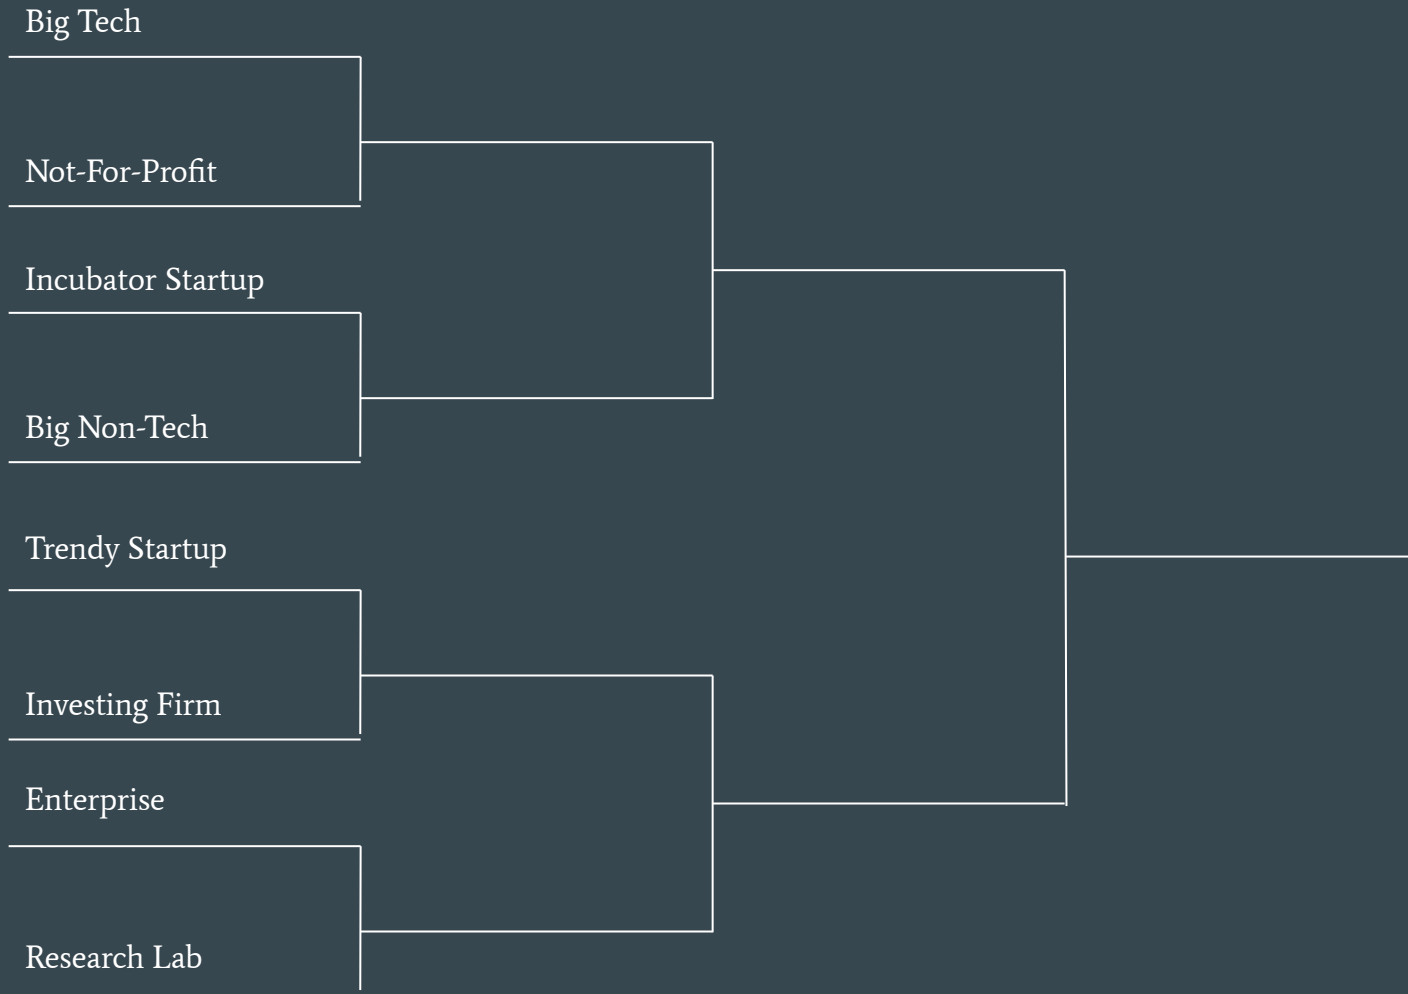 Big Tech
Not-For-Profit
Incubator Startup
Big Non-Tech
Trendy Startup
Investing Firm
Enterprise
Research Lab